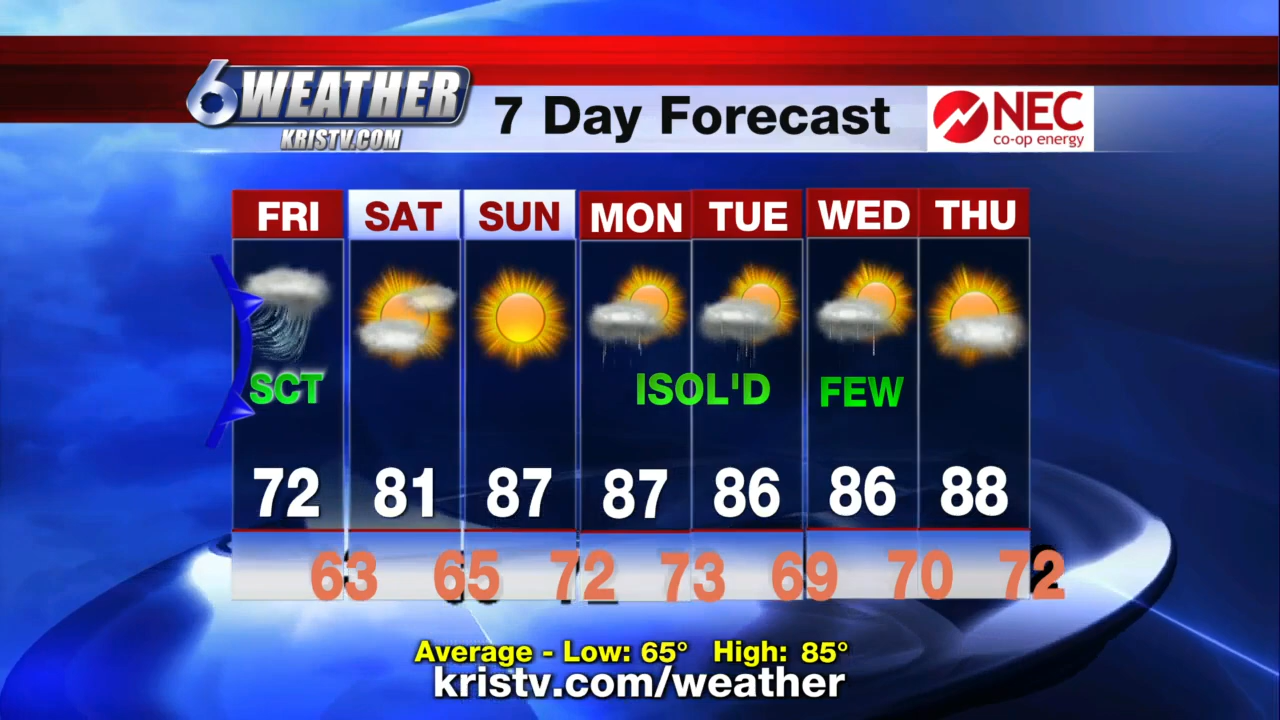 6 WEATHER
KRISTV.COM
7 Day Forecast
NEC
co-op energy
FRI SAT SUN MON TUE WED THU
SCT ISOL'D FEW
72 81 87 87 86 86 88
63 65 72 73 69 70 72
Average - Low: 65° High: 85°
kristv.com/weather